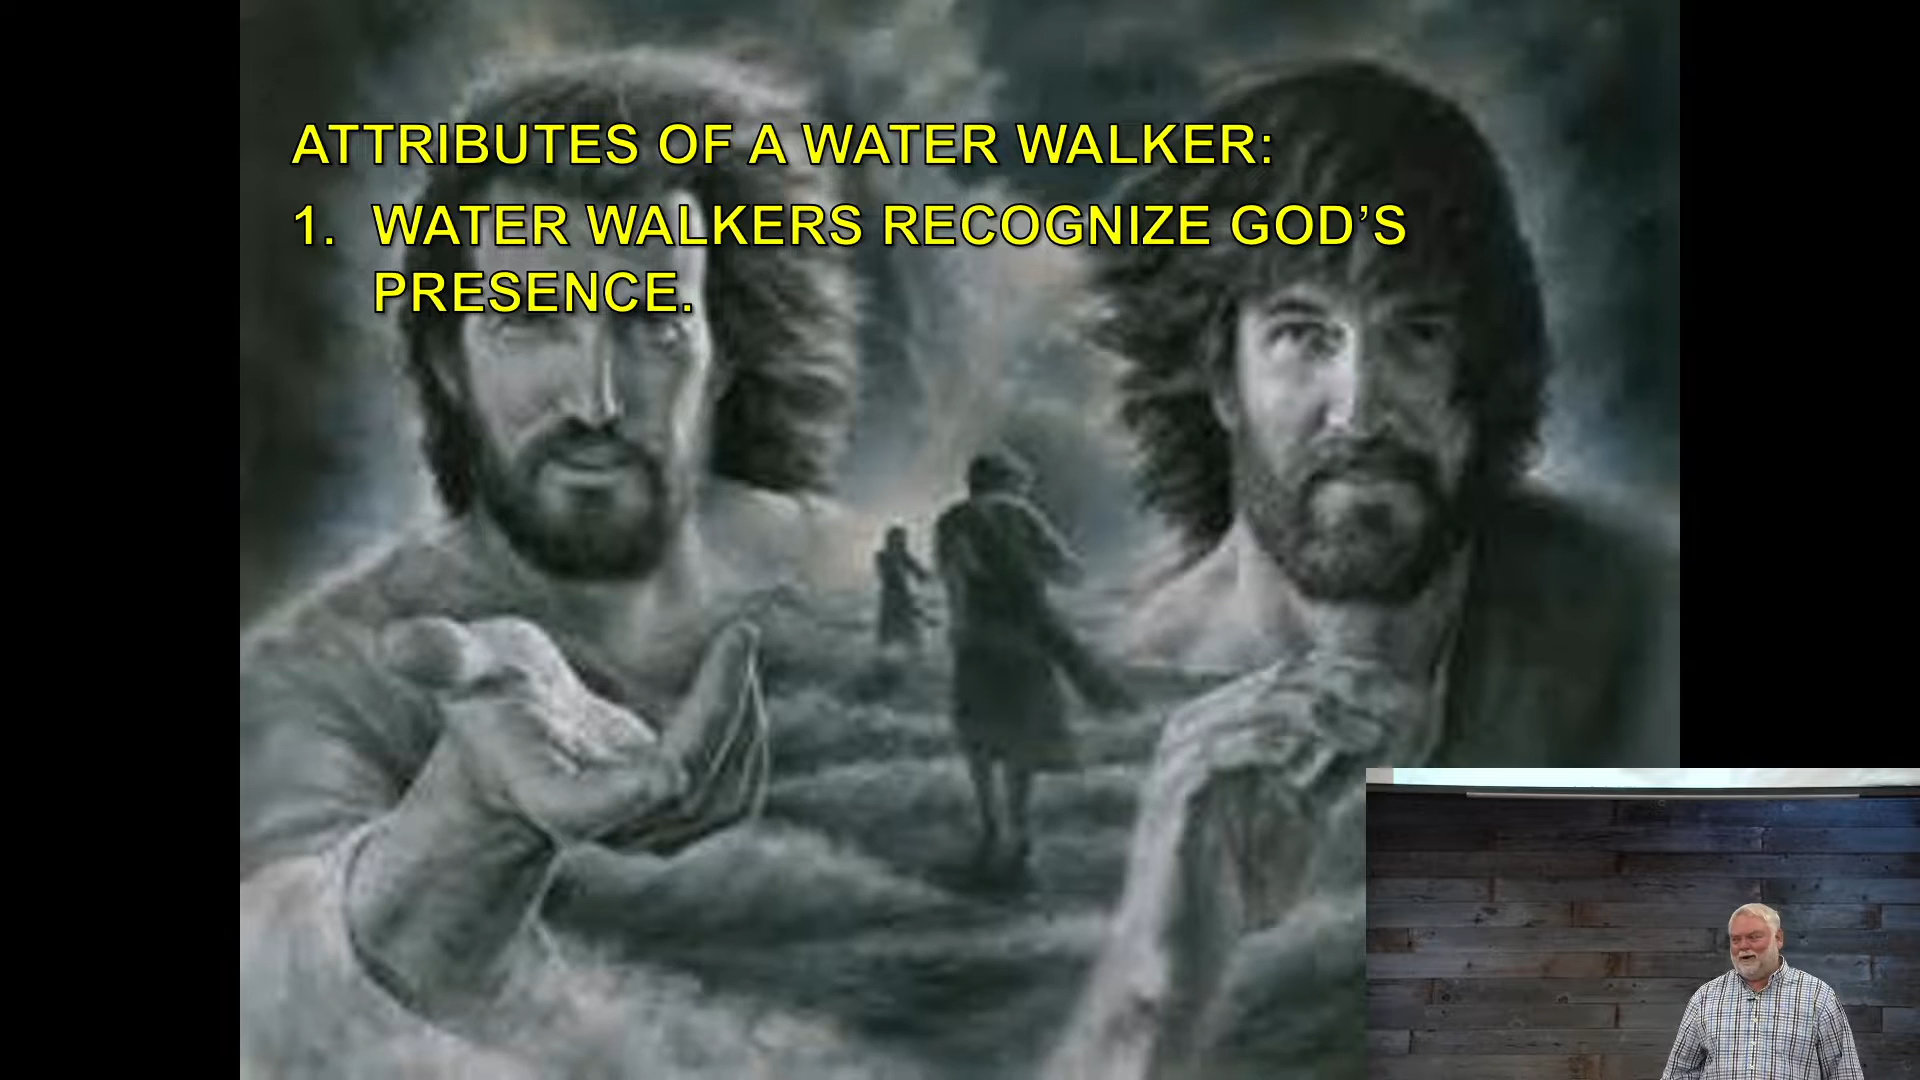 ATTRIBUTES OF A WATER WALKER:
1. WATER WALKERS RECOGNIZE GOD’S
PRESENCE.